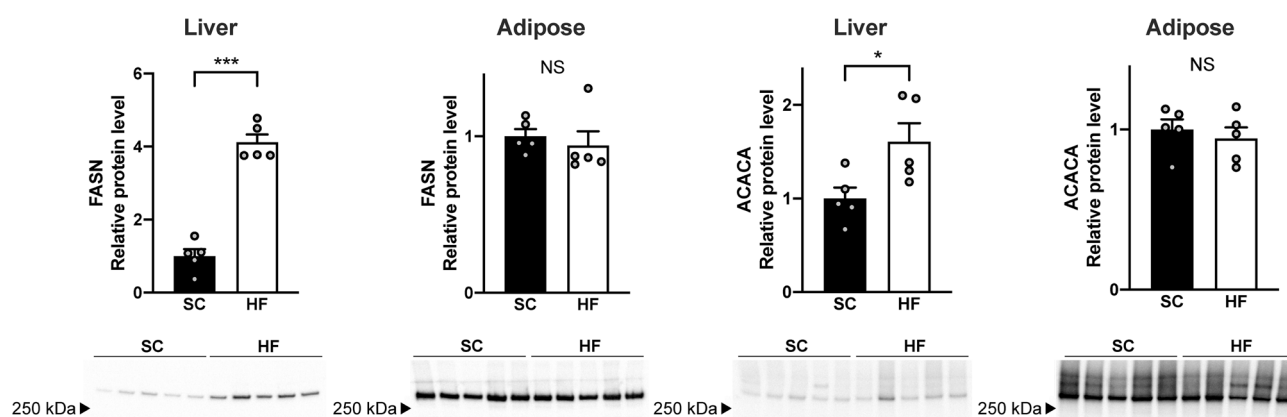 Liver
FASN
Relative protein level
6
4
2
0
***
SC
HF
SC
HF
250 kDa
Adipose
FASN
Relative protein level
1
0
NS
SC
HF
SC
HF
250 kDa
Liver
ACACA
Relative protein level
2
1
0
*
SC
HF
SC
HF
250 kDa
Adipose
ACACA
Relative protein level
1
0
NS
SC
HF
SC
HF
250 kDa